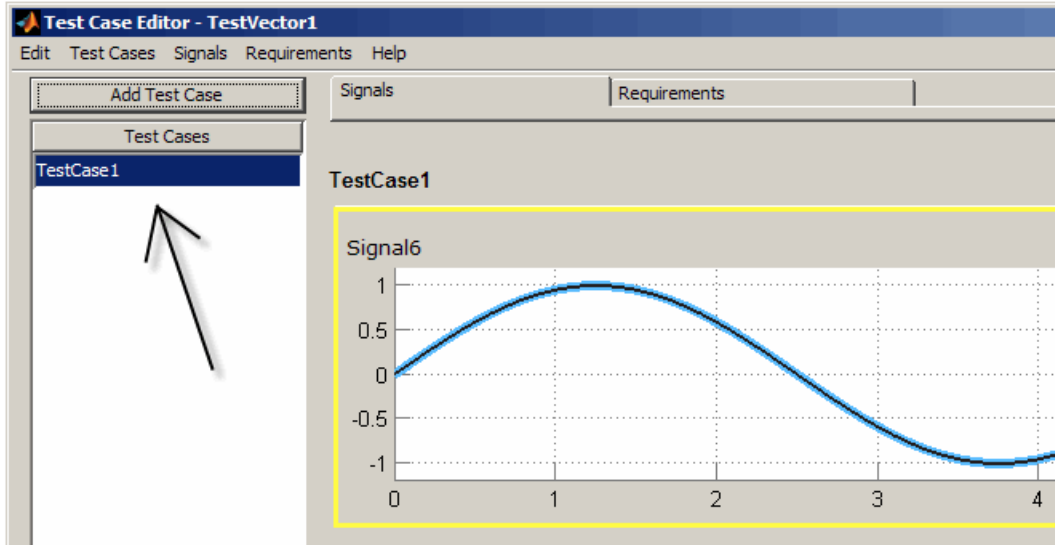 Test Case Editor - TestVector1
Edit Test Cases Signals Requirements Help
Add Test Case
Signals
Requirements
Test Cases
TestCase1
TestCase1
Signal6
1
0.5
0
-0.5
-1
0 1 2 3 4